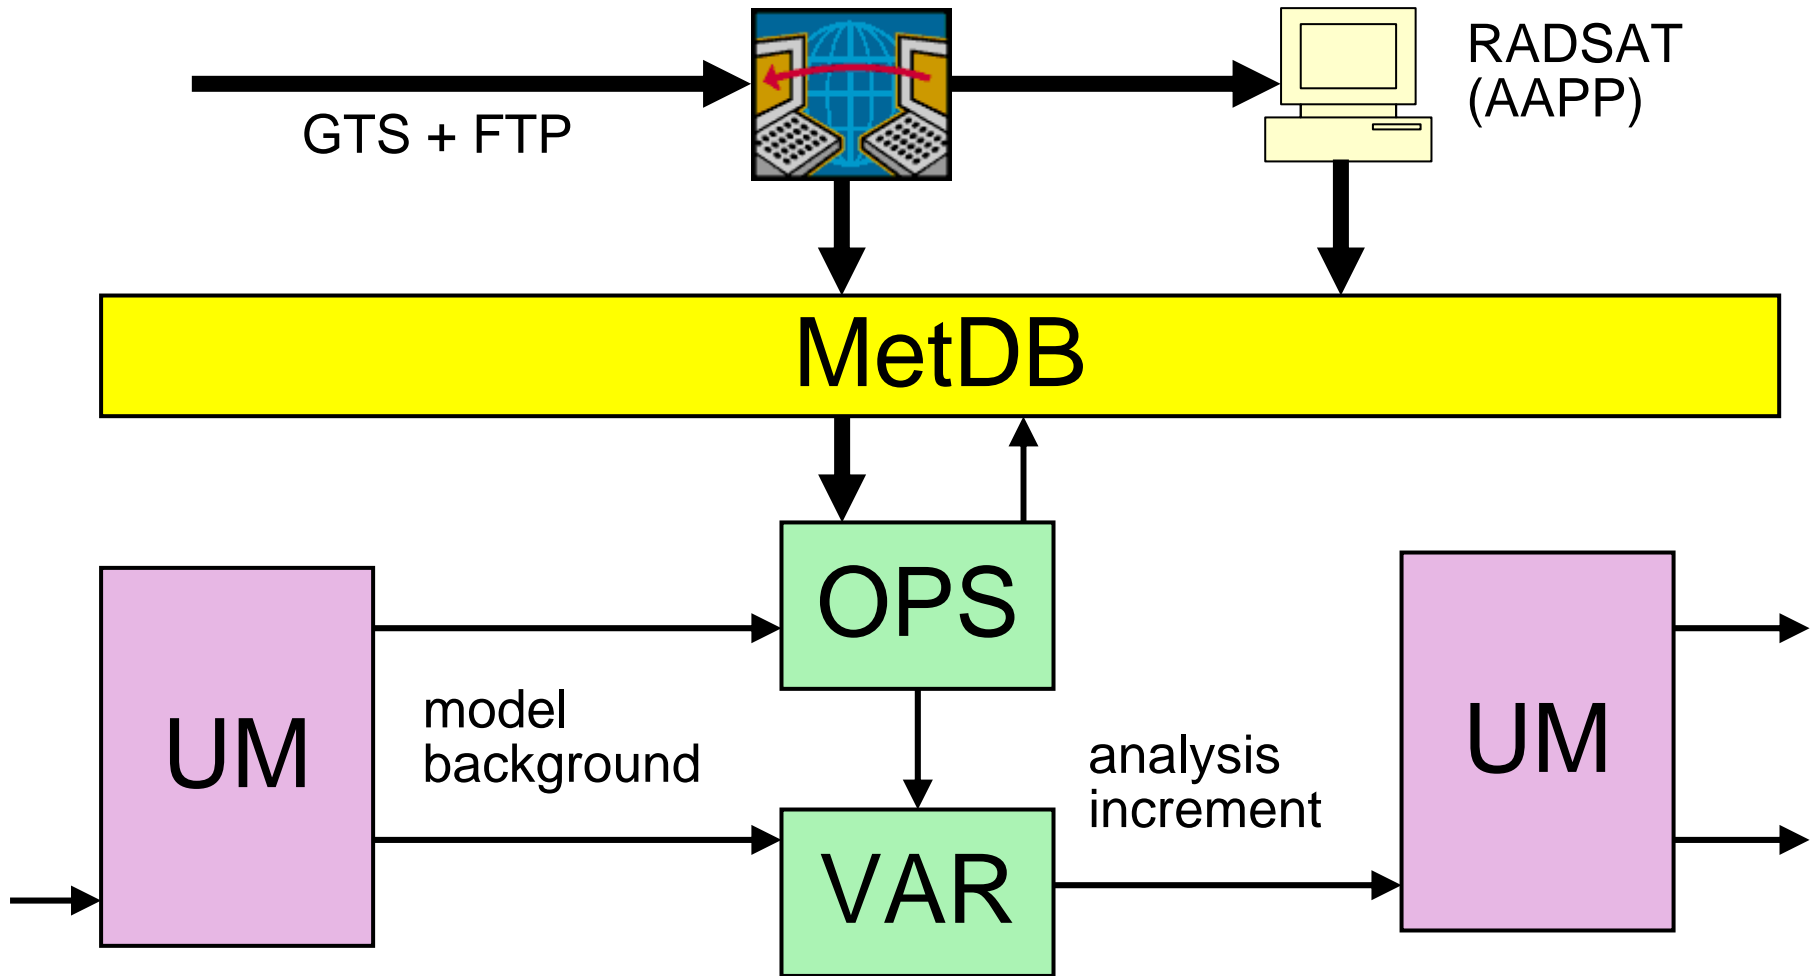 RADSAT
(AAPP)
GTS + FTP
MetDB
OPS
UM
model
background
analysis
increment
UM
VAR